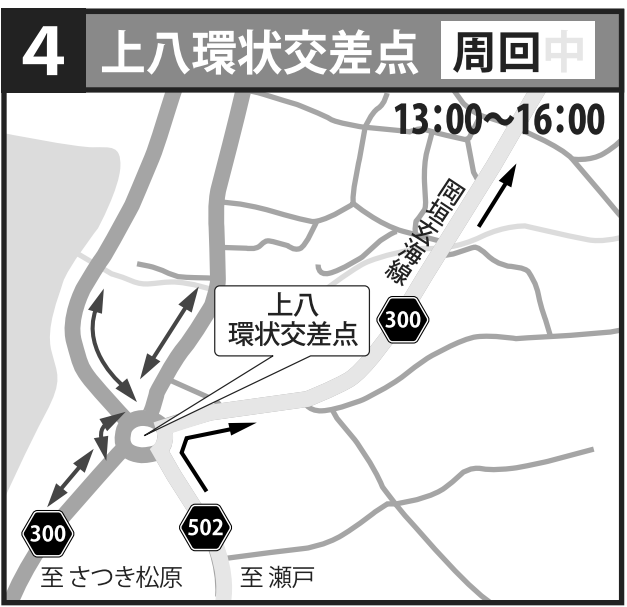 4 上八環状交差点 周回中
13:00〜16:00
岡垣玄海線
300
上八
環状交差点
300
502
至 さつき松原
至 瀬戸